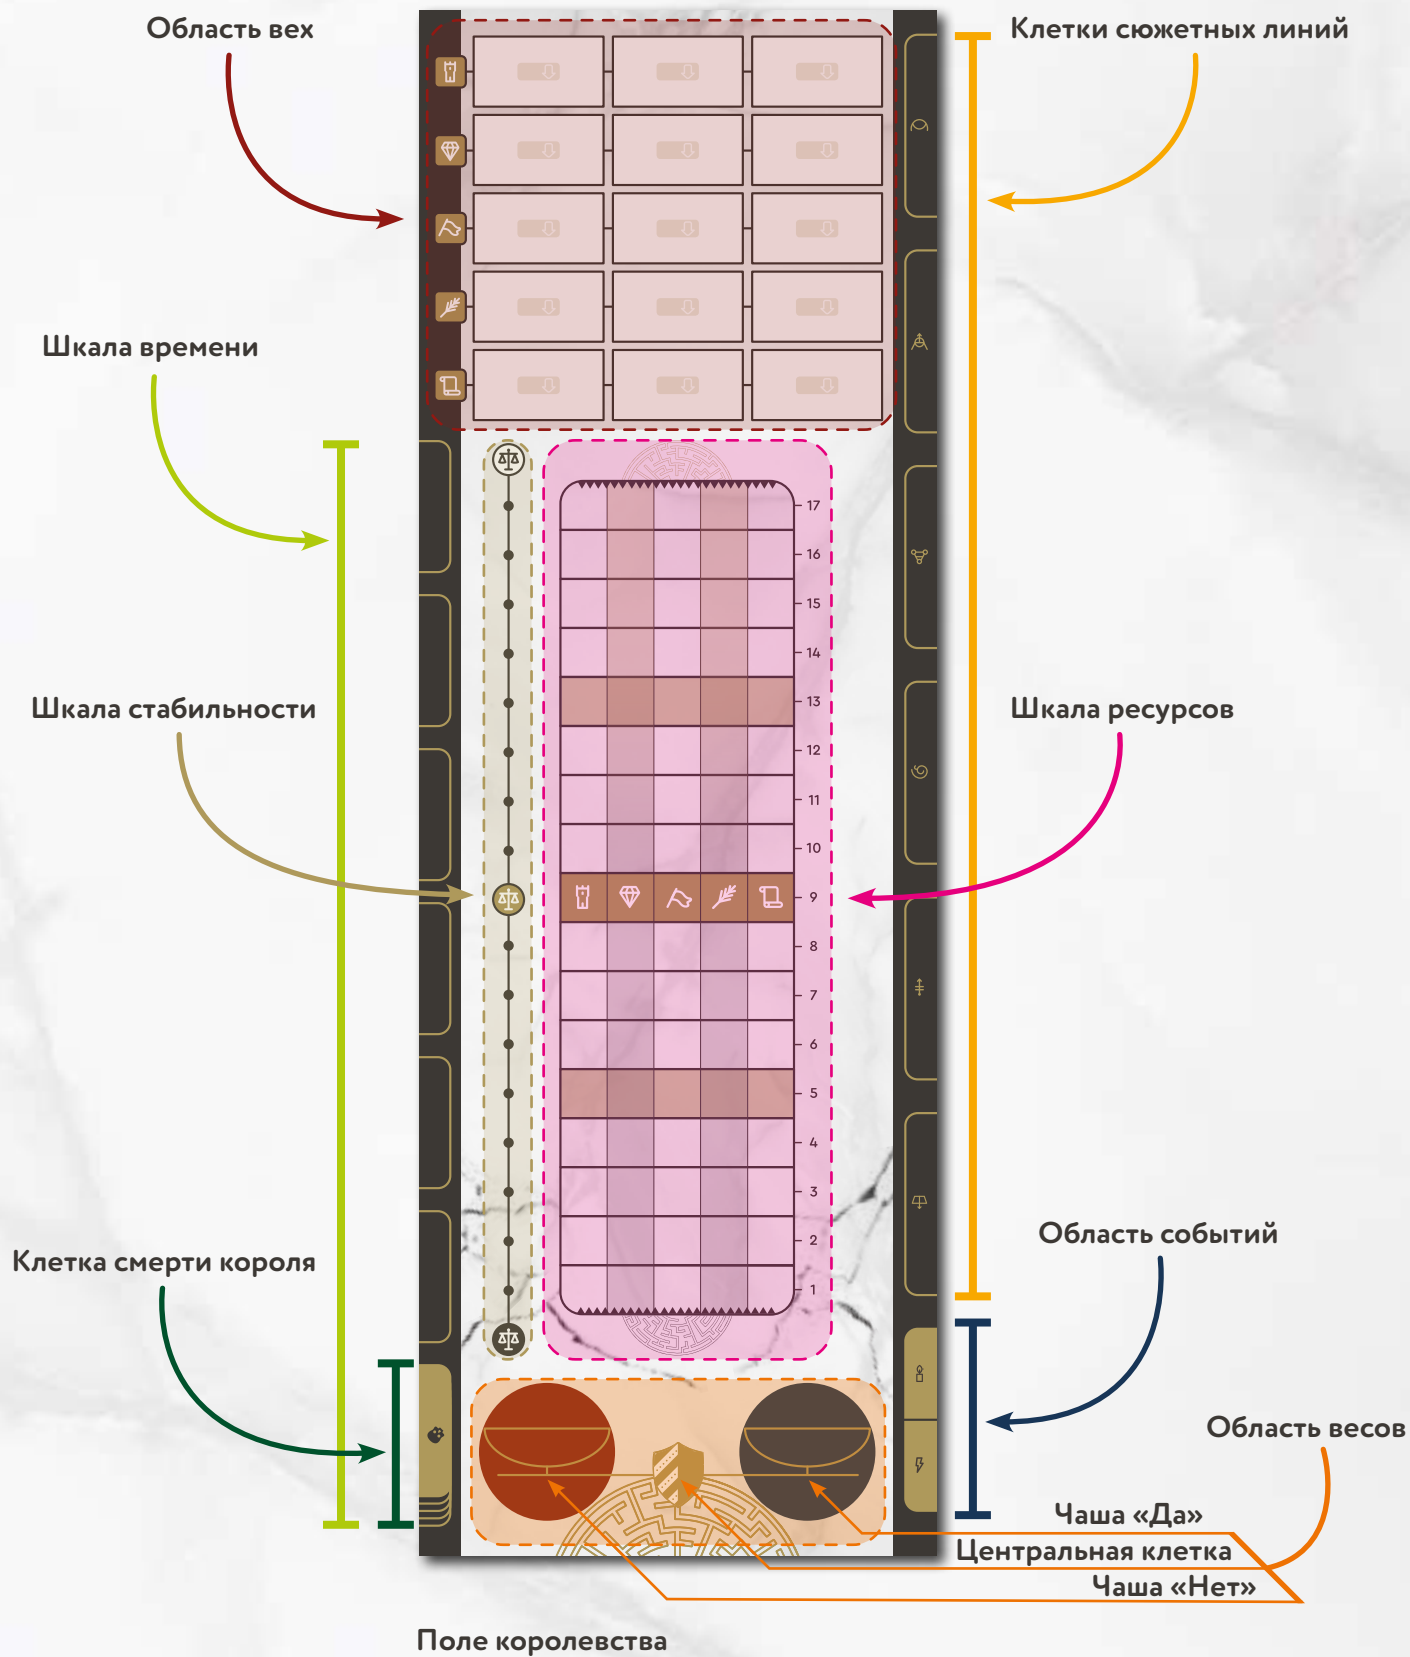 Область вех
Клетки сюжетных линий
Шкала времени
17
16
15
14
13
12
11
10
9
8
7
6
5
4
3
2
1
Шкала стабильности
Шкала ресурсов
Клетка смерти короля
Область событий
Область весов
Чаша «Да»
Центральная клетка
Чаша «Нет»
Поле королевства